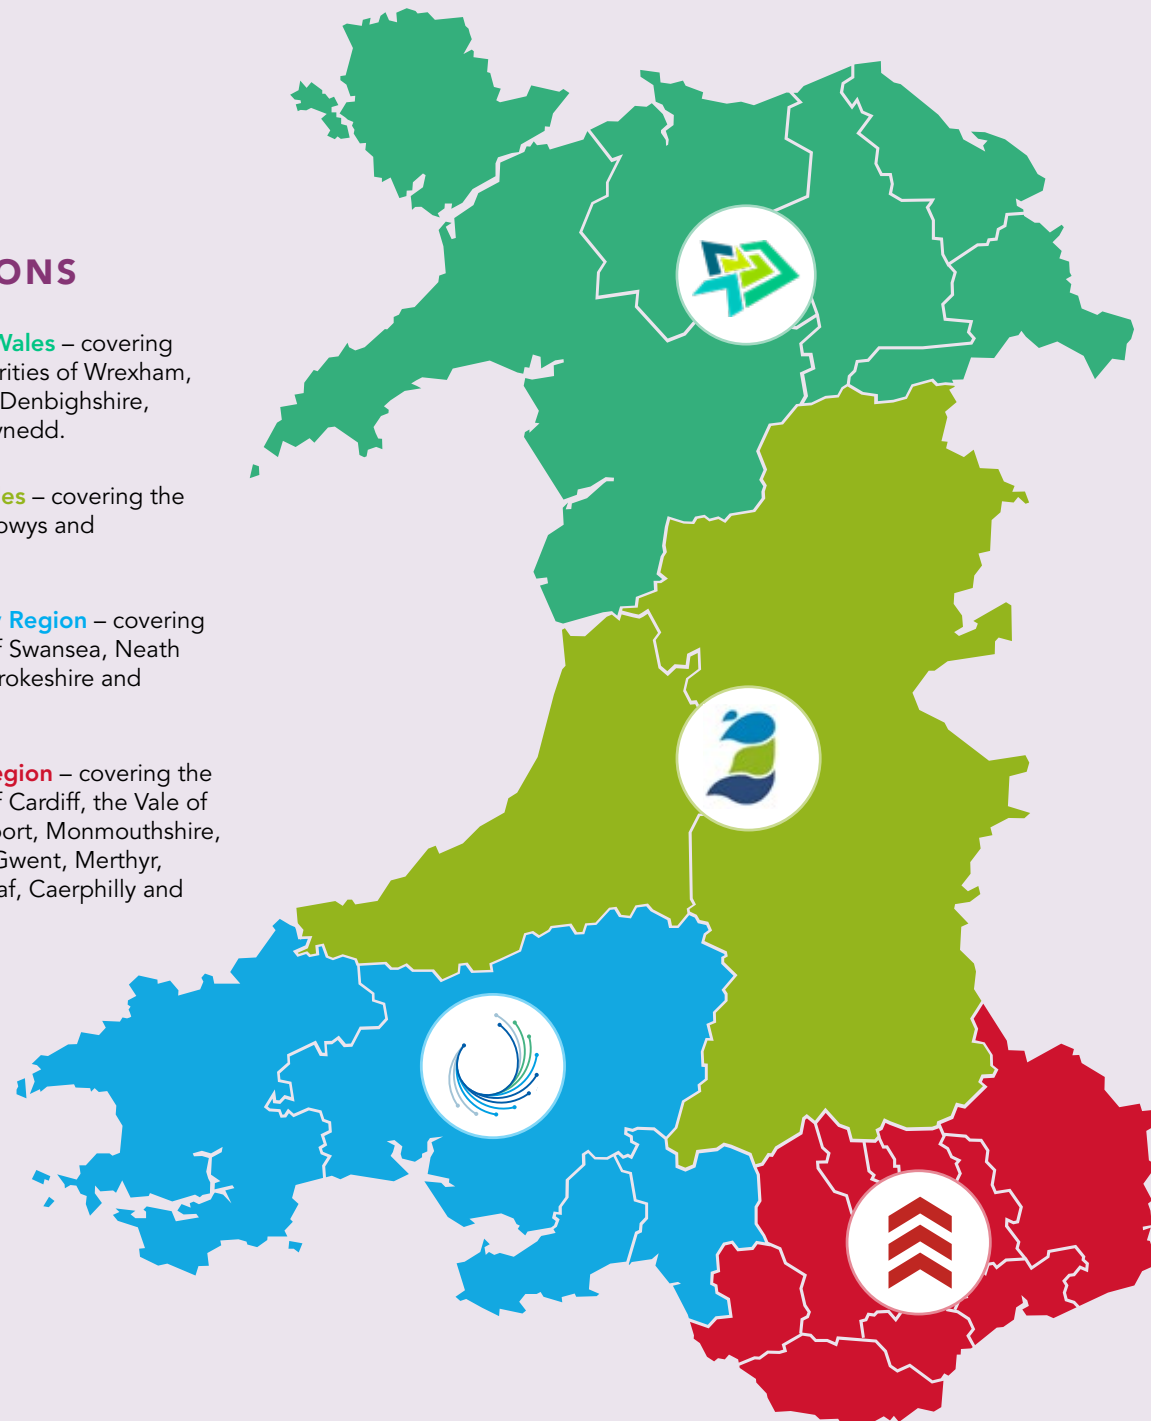 ONS
Wales – covering
rities of Wrexham,
Denbighshire,
ynedd.
es – covering the
owys and
Region – covering
f Swansea, Neath
rokeshire and
egion – covering the
f Cardiff, the Vale of
port, Monmouthshire,
Gwent, Merthyr,
af, Caerphilly and